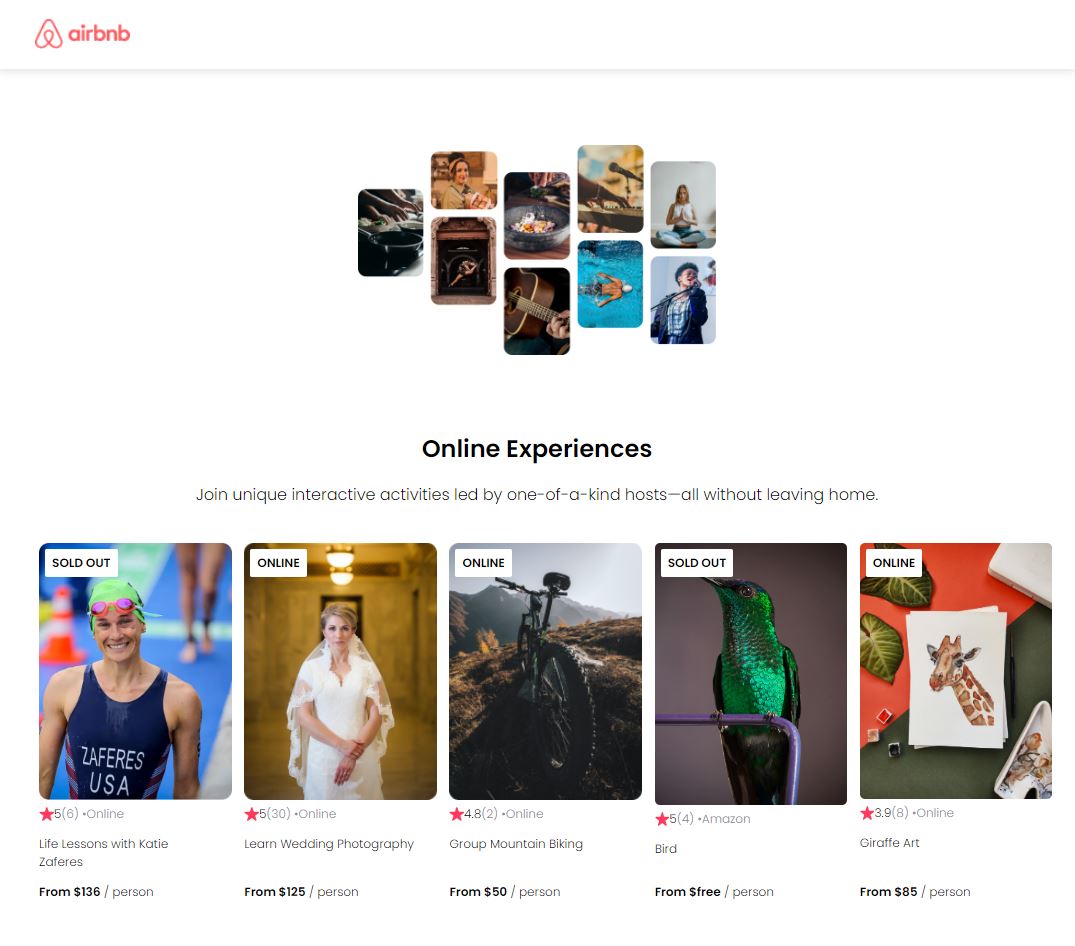 airbnb
Online Experiences
Join unique interactive activities led by one-of-a-kind hosts—all without leaving home.
SOLD OUT
ZAFERES
USA
5(6) •Online
Life Lessons with Katie
Zaferes
From $136 / person
ONLINE
5(30) •Online
Learn Wedding Photography
From $125 / person
ONLINE
4.8(2) •Online
Group Mountain Biking
From $50 / person
SOLD OUT
5(4) •Amazon
Bird
From $free / person
ONLINE
3.9(8) •Online
Giraffe Art
From $85 / person